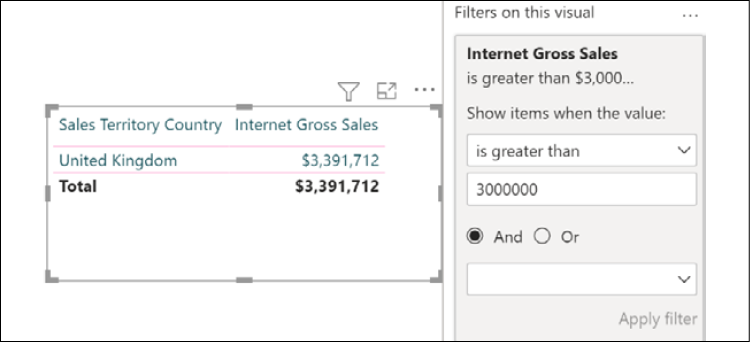 Filters on this visual ...
Internet Gross Sales
is greater than $3,000...
Show items when the value:
is greater than
3000000
And Or
Apply filter
Sales Territory Country Internet Gross Sales
United Kingdom $3,391,712
Total $3,391,712